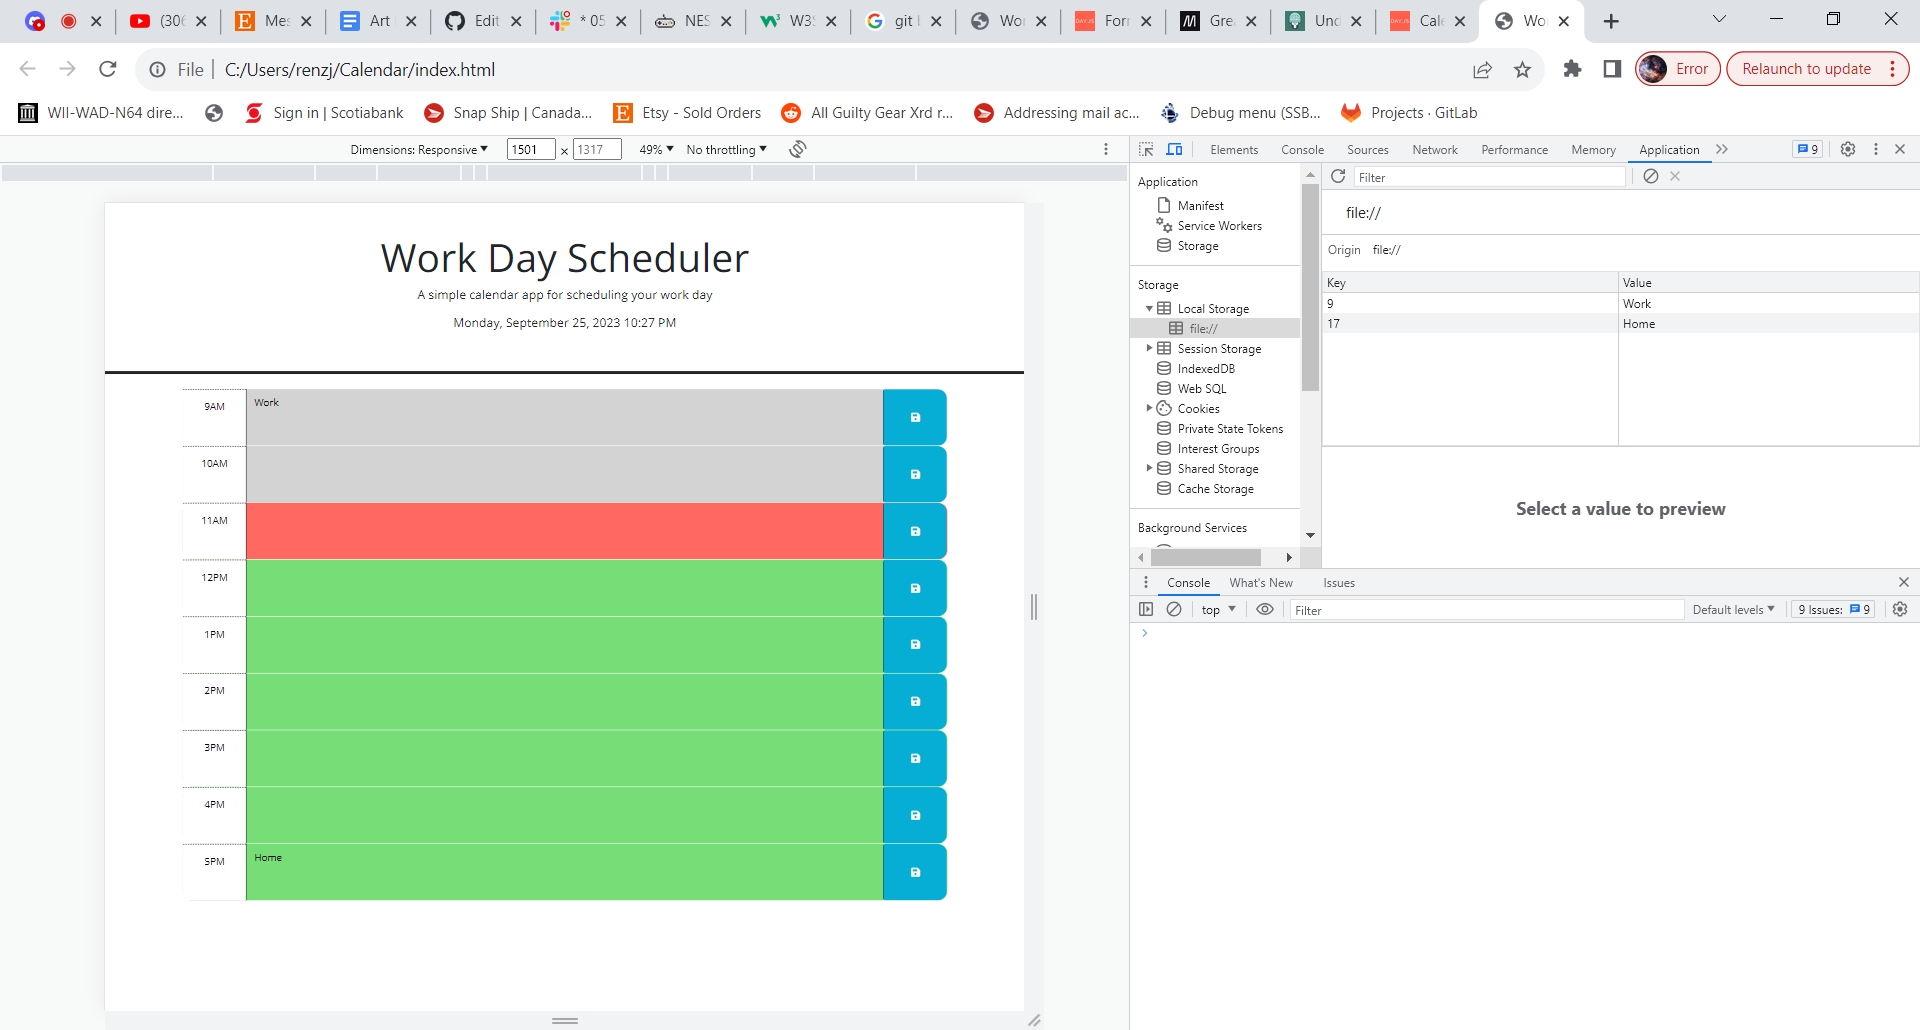 (306
Mes
Art
Edit
* 05
NES
W3S
git b
Wor
For
Gre
Und
Cale
Wo
File
C:/Users/renzj/Calendar/index.html
Error
Relaunch to update
WII-WAD-N64 dire...
Sign in | Scotiabank
Snap Ship | Canada...
Etsy - Sold Orders
All Guilty Gear Xrd r...
Addressing mail ac...
Debug menu (SSB...
Projects · GitLab
Dimensions: Responsive
1501
×
1317
49%
No throttling
Elements
Console
Sources
Network
Performance
Memory
Application
9
Work Day Scheduler
A simple calendar app for scheduling your work day
Monday, September 25, 2023 10:27 PM
9AM
Work
10AM
11AM
12PM
1PM
2PM
3PM
4PM
5PM
Home
Application
Manifest
Service Workers
Storage
Storage
Local Storage
file://
Session Storage
IndexedDB
Web SQL
Cookies
Private State Tokens
Interest Groups
Shared Storage
Cache Storage
Background Services
Filter
file://
Origin file://
Key Value
9 Work
17 Home
Select a value to preview
Console
What's New
Issues
top
Filter
Default levels
9 Issues: 9